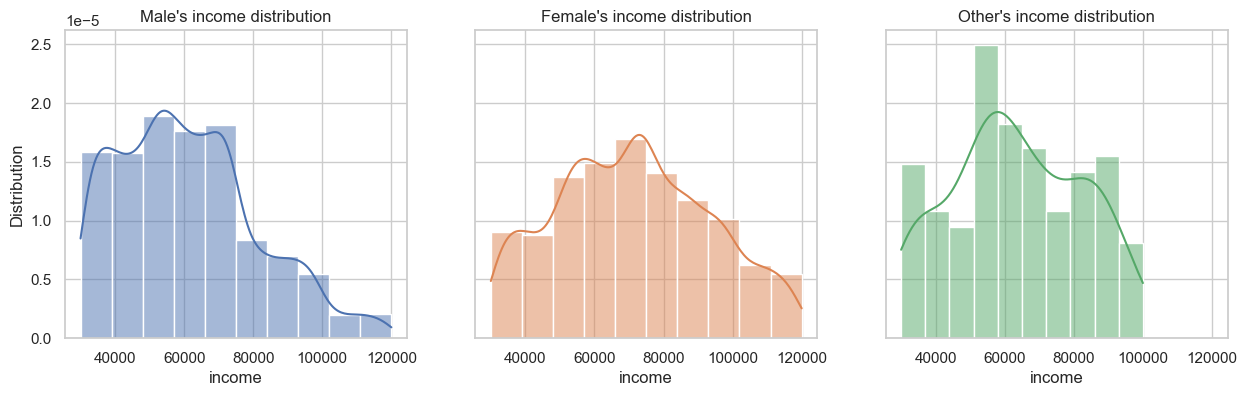 Male's income distribution
Female's income distribution
Other's income distribution
1e−5
2.5
2.0
1.5
1.0
0.5
0.0
Distribution
40000 60000 80000 100000 120000
40000 60000 80000 100000 120000
40000 60000 80000 100000 120000
income
income
income